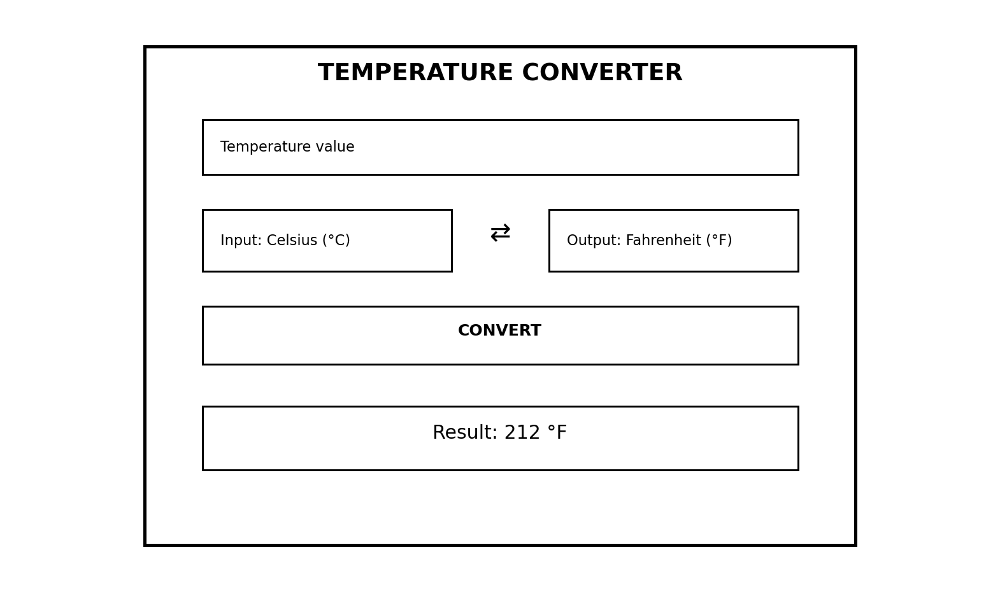 TEMPERATURE CONVERTER
Temperature value
Input: Celsius (°C)
⇄
Output: Fahrenheit (°F)
CONVERT
Result: 212 °F